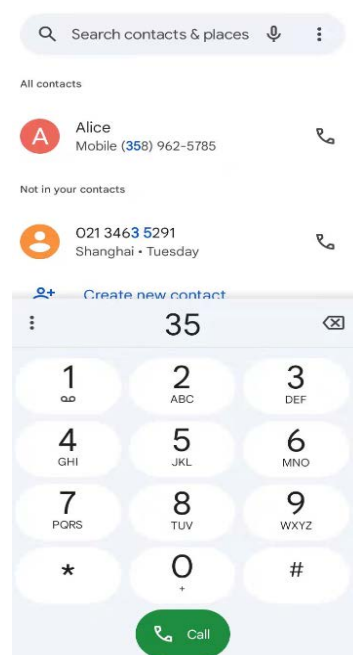 Search contacts & places
All contacts
A
Alice
Mobile (358) 962-5785
Not in your contacts
021 3463 5291
Shanghai • Tuesday
Create new contact
35
1 2 3
ABC DEF
4 5 6
GHI JKL MNO
7 8 9
PQRS TUV WXYZ
* 0 #
+
Call